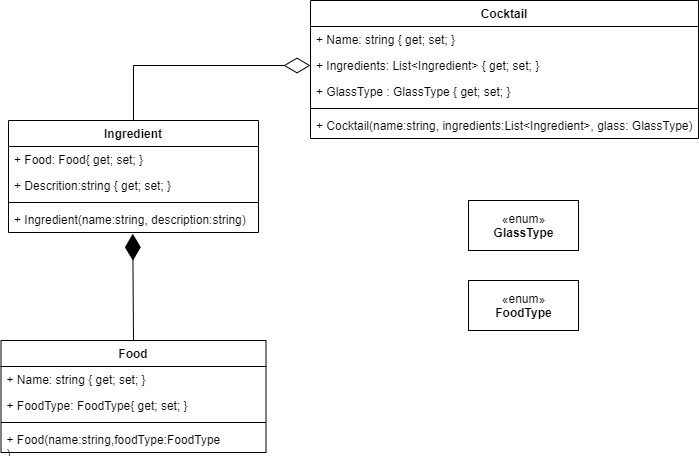 Cocktail
+ Name: string { get; set; }
+ Ingredients: List<Ingredient> { get; set; }
+ GlassType : GlassType { get; set; }
+ Cocktail(name:string, ingredients:List<Ingredient>, glass: GlassType)
Ingredient
+ Food: Food{ get; set; }
+ Descrition:string { get; set; }
+ Ingredient(name:string, description:string)
«enum»
GlassType
«enum»
FoodType
Food
+ Name: string { get; set; }
+ FoodType: FoodType{ get; set; }
+ Food(name:string,foodType:FoodType
)